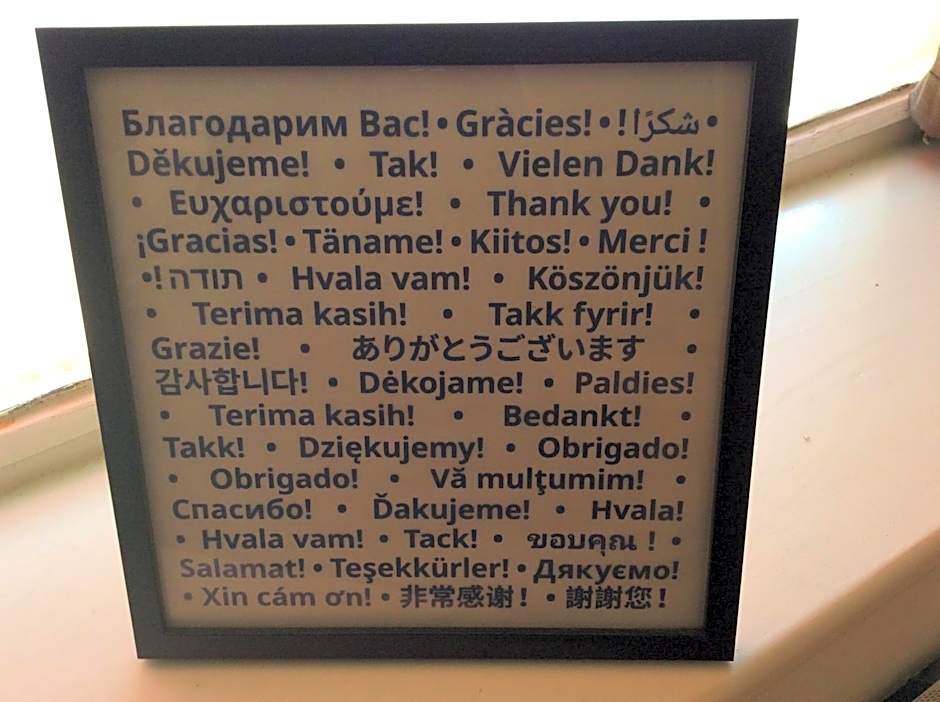 Благодарим Вас! • Gràcies! • شكرًا! •
Děkujeme! • Tak! • Vielen Dank!
• Ευχαριστούμε! • Thank you! •
¡Gracias! • Täname! • Kiitos! • Merci !
• תודה! • Hvala vam! • Köszönjük!
• Terima kasih! • Takk fyrir! •
Grazie! • ありがとうございます •
감사합니다! • Dėkojame! • Paldies!
• Terima kasih! • Bedankt! •
Takk! • Dziękujemy! • Obrigado!
• Obrigado! • Vă mulţumim! •
Спасибо! • Ďakujeme! • Hvala!
• Hvala vam! • Tack! • ขอบคุณ ! •
Salamat! • Teşekkürler! • Дякуємо!
• Xin cám ơn! • 非常感谢！ • 謝謝您！